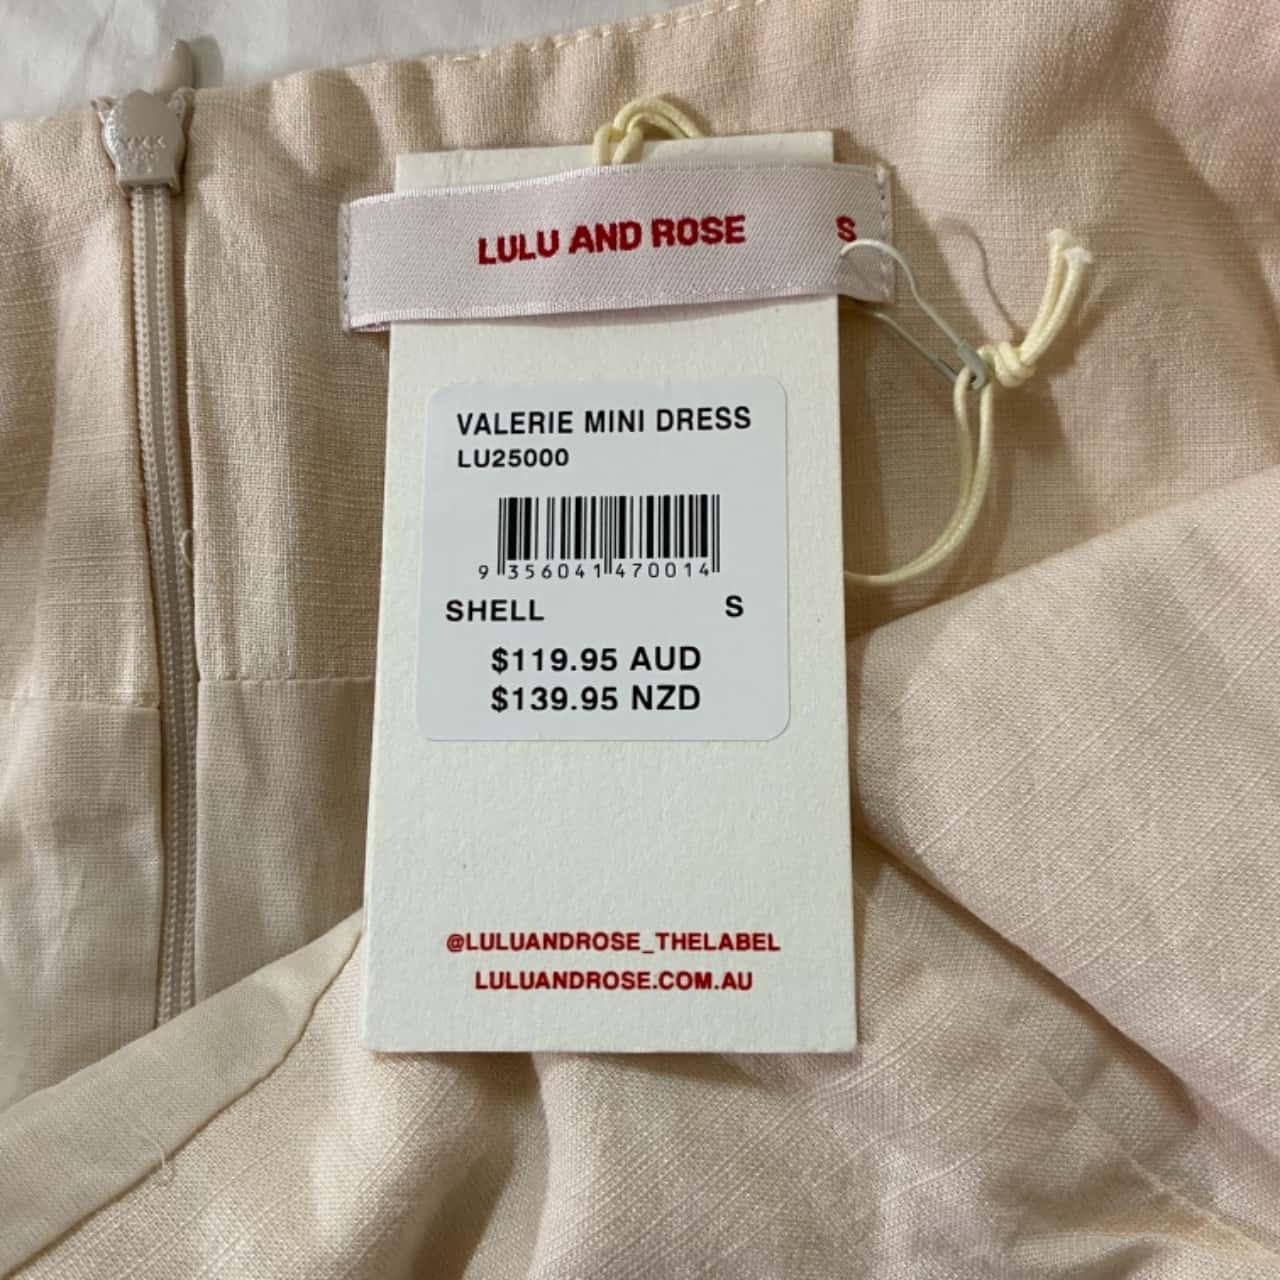 YKK
LULU AND ROSE S
VALERIE MINI DRESS
LU25000
9 356041 470014
SHELL S
$119.95 AUD
$139.95 NZD
@LULUANDROSE_THELABEL
LULUANDROSE.COM.AU